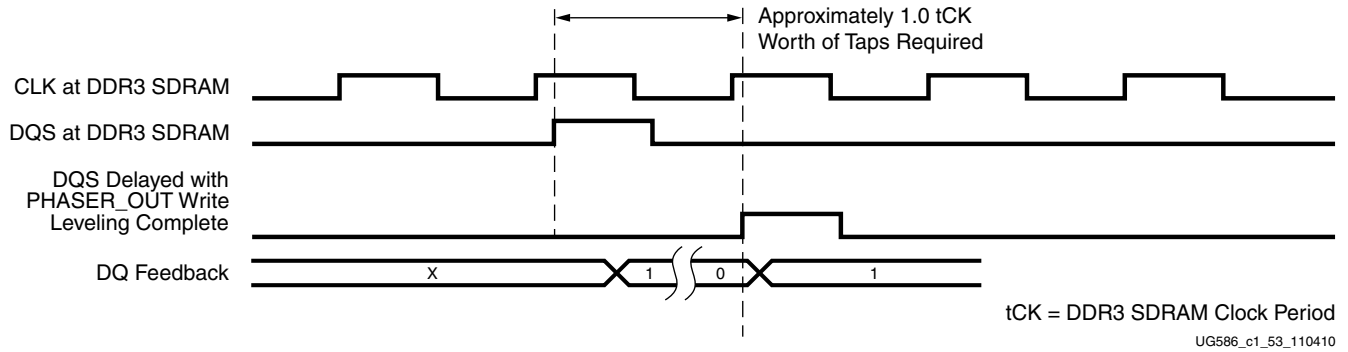 Approximately 1.0 tCK
Worth of Taps Required
CLK at DDR3 SDRAM
DQS at DDR3 SDRAM
DQS Delayed with
PHASER_OUT Write
Leveling Complete
DQ Feedback
X
1
0
1
tCK = DDR3 SDRAM Clock Period
UG586_c1_53_110410